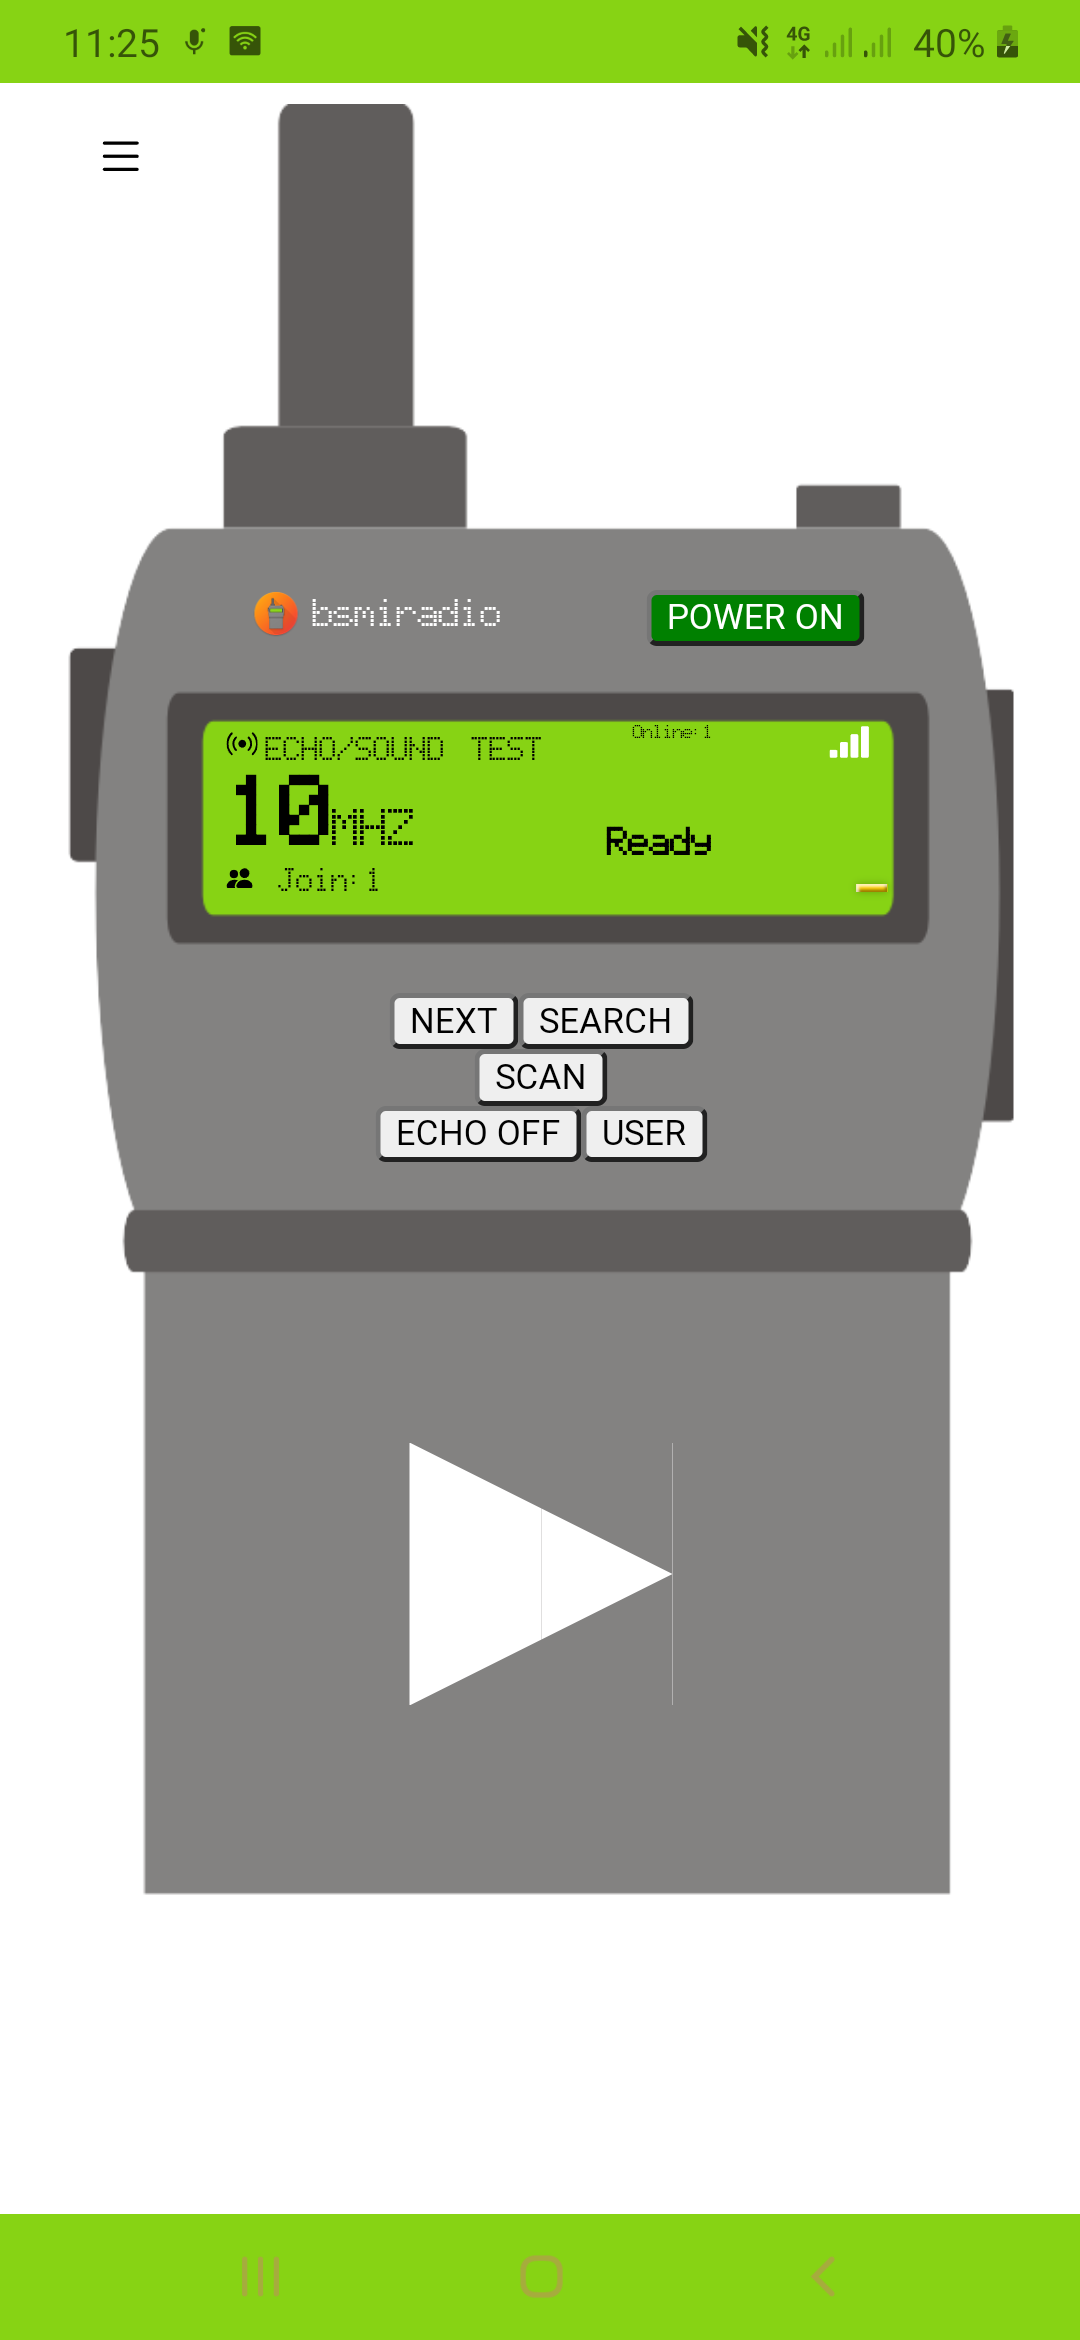 11:25
4G
40%
bsmiradio
POWER ON
Online: 1
ECHO/SOUND TEST
10MHZ
Ready
Join: 1
NEXT SEARCH
SCAN
ECHO OFF USER